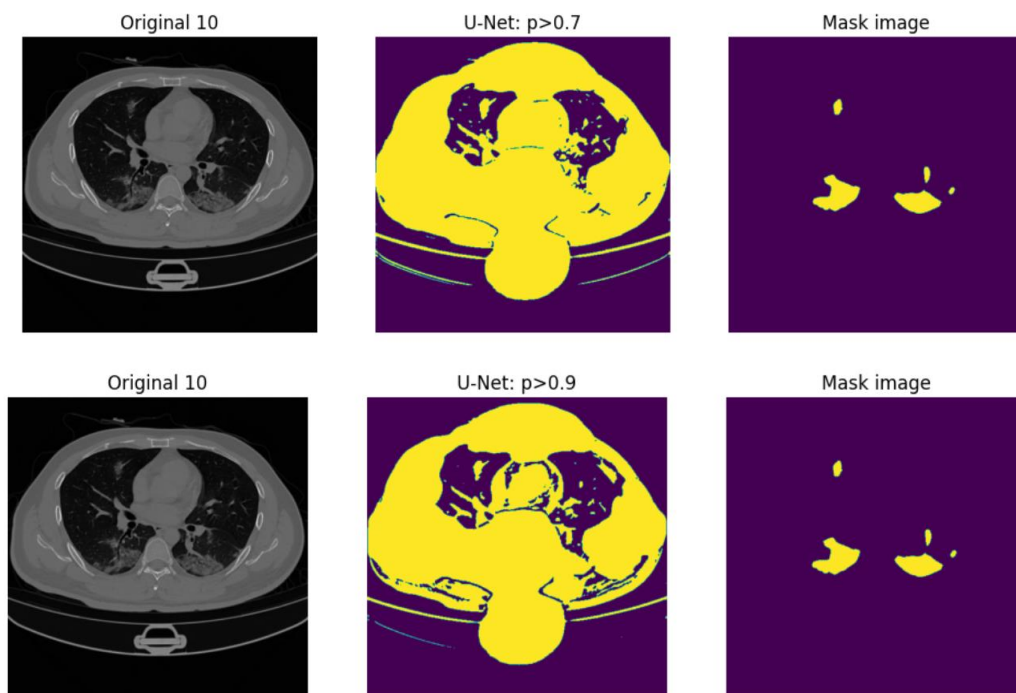 Original 10
U-Net: p>0.7
Mask image
Original 10
U-Net: p>0.9
Mask image